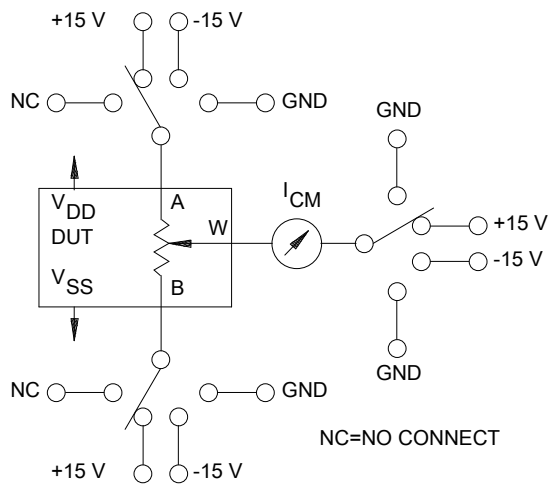 +15 V -15 V
NC GND
GND
V
DD
DUT
A
W
I
CM
+15 V
-15 V
V
SS
B
GND
NC GND
NC=NO CONNECT
+15 V -15 V